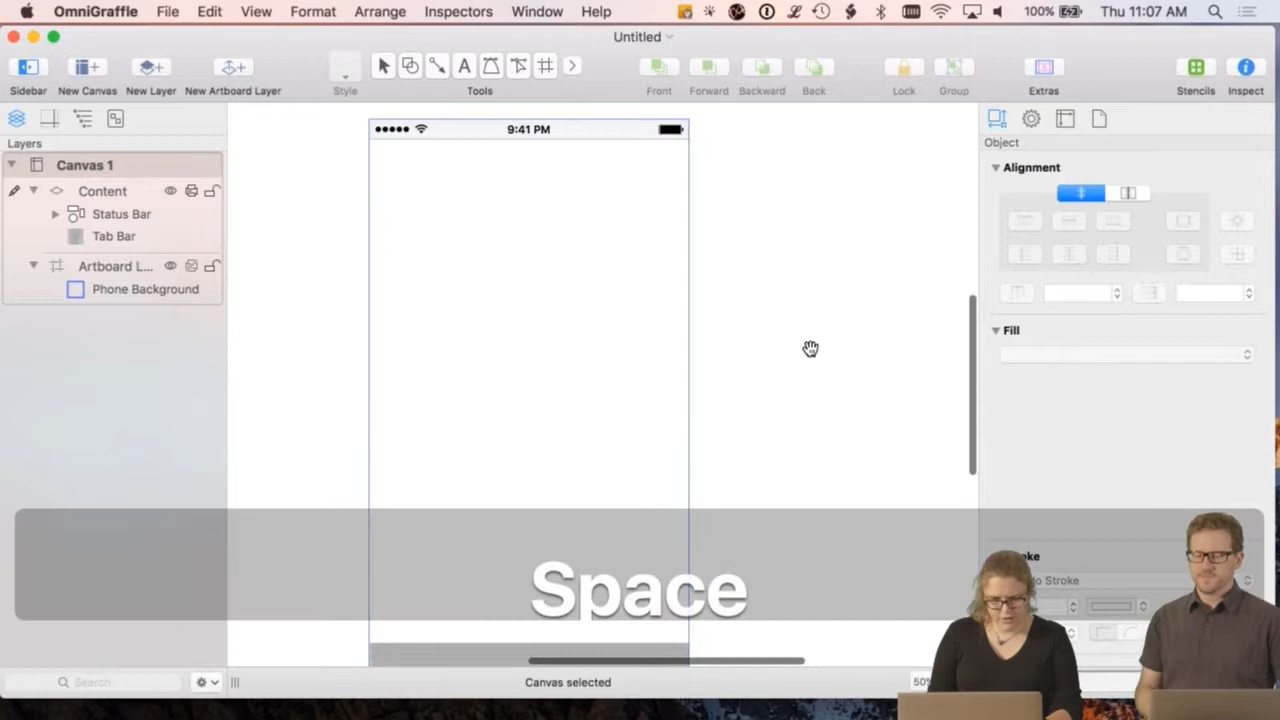 OmniGraffle File Edit View Format Arrange Inspectors Window Help 100% Thu 11:07 AM
Untitled
Sidebar New Canvas New Layer New Artboard Layer Style Tools Front Forward Backward Back Lock Group Extras Stencils Inspect
Layers
Canvas 1
Content
Status Bar
Tab Bar
Artboard L...
Phone Background
9:41 PM
Object
Alignment
Fill
Space
Search
Canvas selected